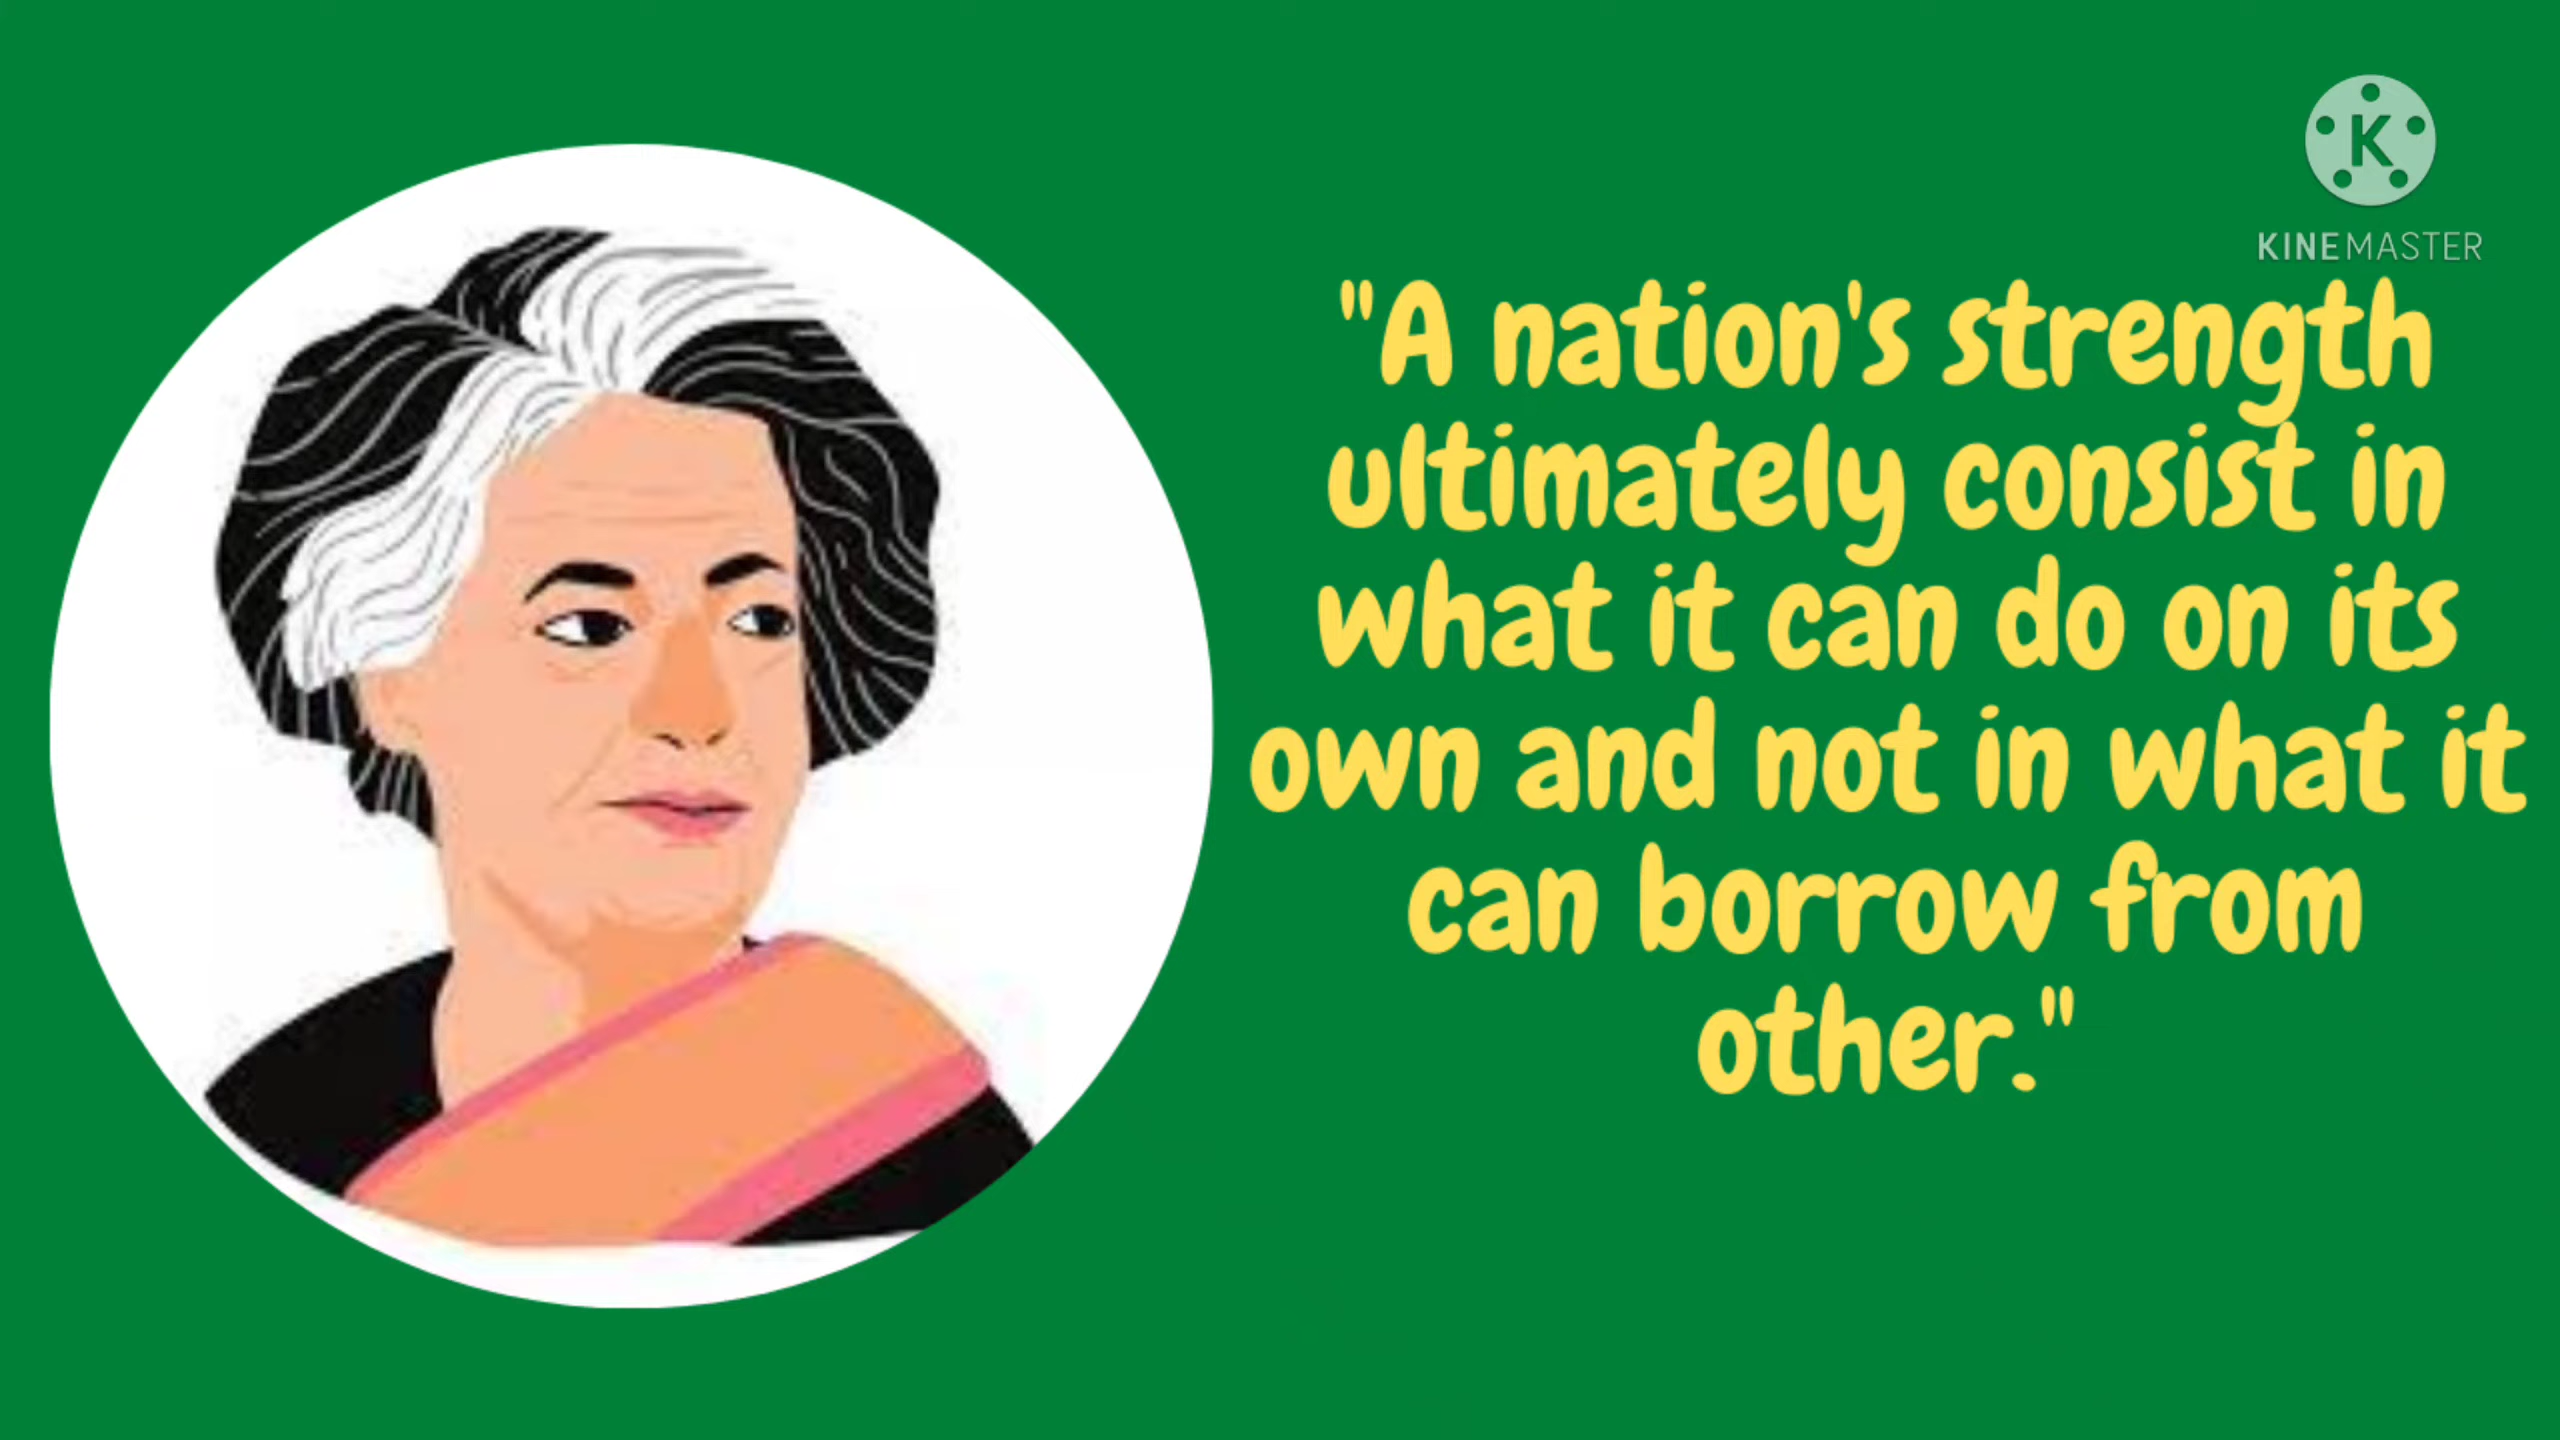 K
KINEMASTER
"A nation's strength
ultimately consist in
what it can do on its
own and not in what it
can borrow from
other."